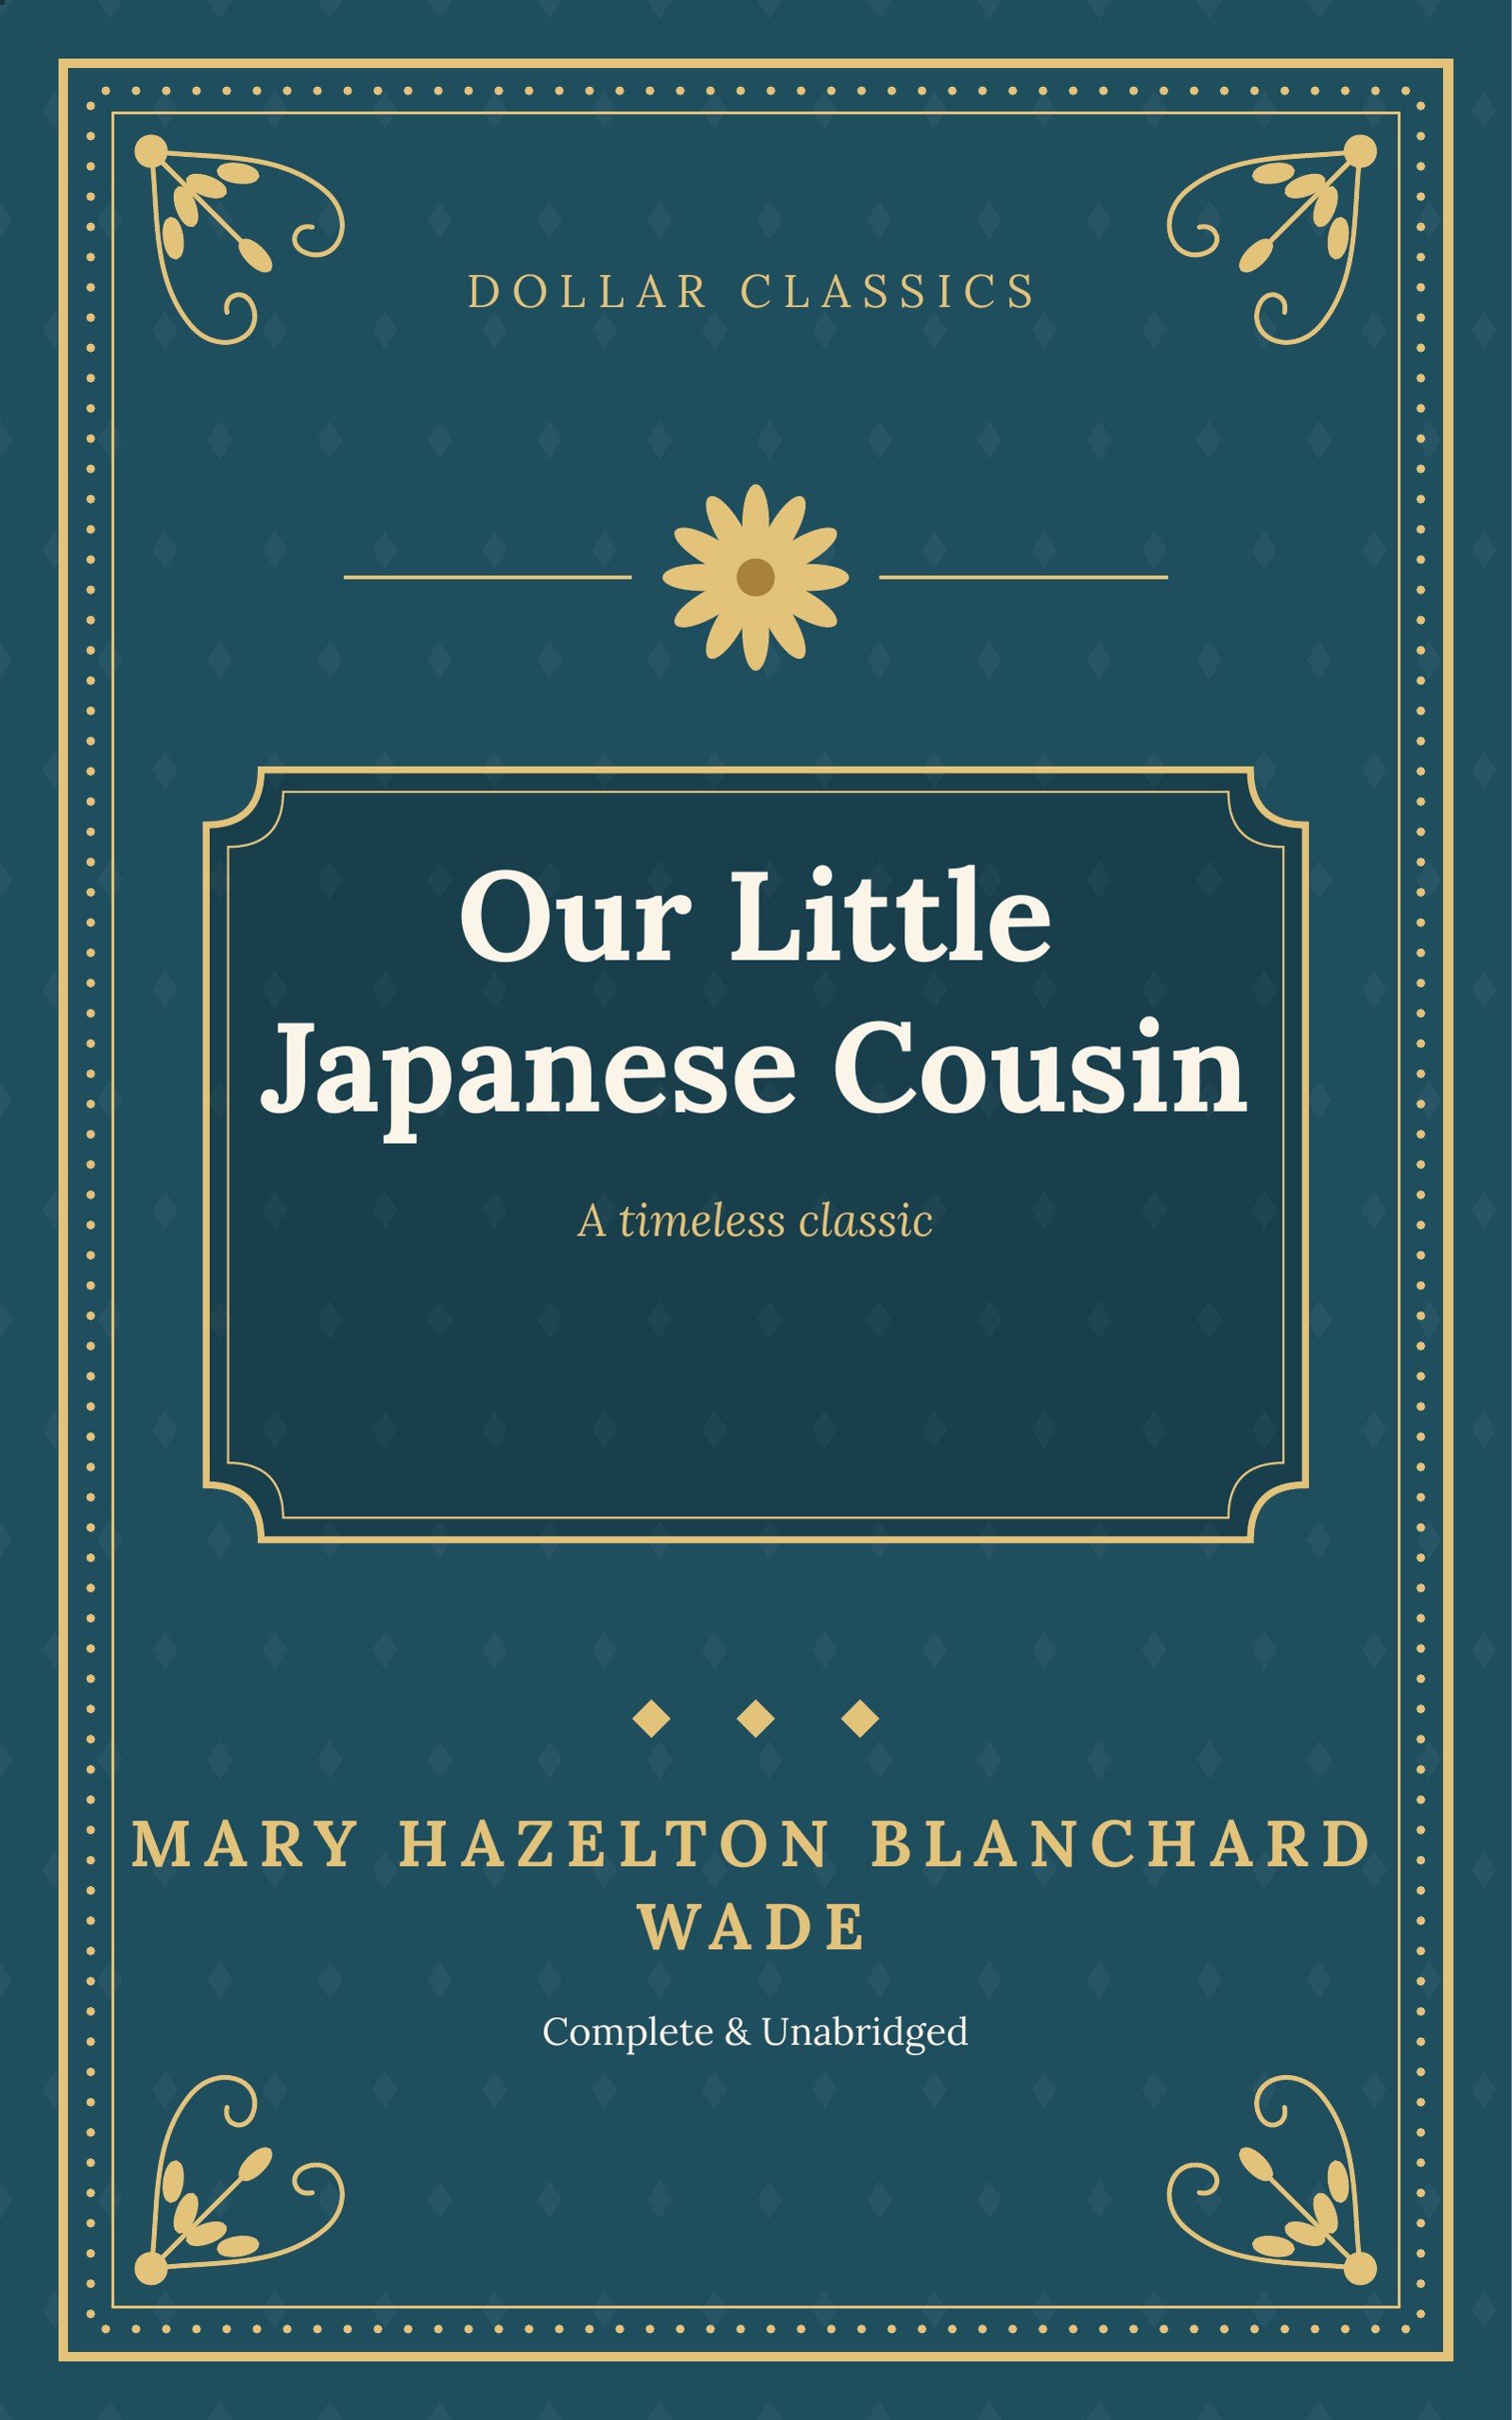 DOLLAR CLASSICS
Our Little
Japanese Cousin
A timeless classic
MARY HAZELTON BLANCHARD
WADE
Complete & Unabridged